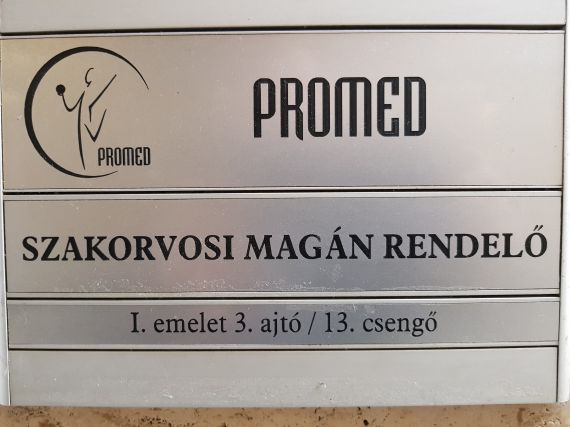 PROMED
PROMED
SZAKORVOSI MAGÁN RENDELŐ
I. emelet 3. ajtó / 13. csengő